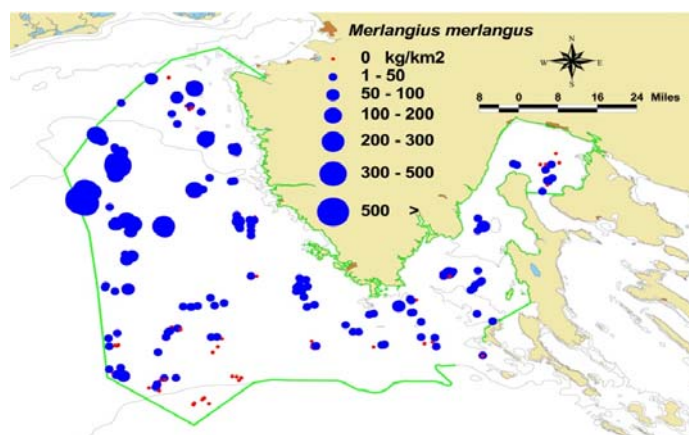 Merlangius merlangus
0 kg/km2
1 - 50
50 - 100
100 - 200
200 - 300
300 - 500
500 >
N
W E
S
8 0 8 16 24 Miles